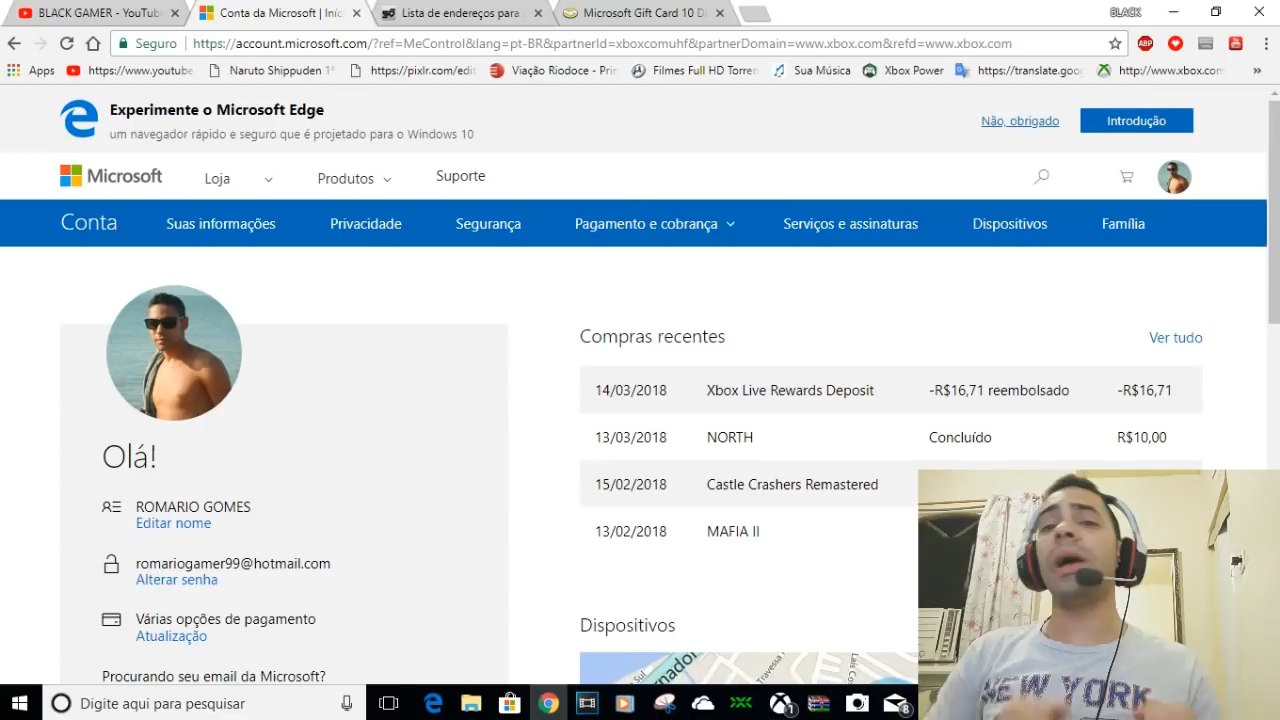 BLACK GAMER - YouTub
Conta da Microsoft | Iníc
Lista de endereços para
Microsoft Gift Card 10 D
BLACK
Seguro
https://account.microsoft.com/?ref=MeControl&lang=pt-BR&partnerId=xboxcomuhf&partnerDomain=www.xbox.com&refd=www.xbox.com
ABP
Apps
https://www.youtube
Naruto Shippuden 1ª
https://pixlr.com/edit
Viação Riodoce - Prin
Filmes Full HD Torren
Sua Música
Xbox Power
https://translate.goog
http://www.xbox.com
Experimente o Microsoft Edge
um navegador rápido e seguro que é projetado para o Windows 10
Não, obrigado
Introdução
Microsoft
Loja
Produtos
Suporte
Conta
Suas informações
Privacidade
Segurança
Pagamento e cobrança
Serviços e assinaturas
Dispositivos
Família
Olá!
ROMARIO GOMES
Editar nome
romariogamer99@hotmail.com
Alterar senha
Várias opções de pagamento
Atualização
Procurando seu email da Microsoft?
Compras recentes
Ver tudo
14/03/2018 Xbox Live Rewards Deposit -R$16,71 reembolsado -R$16,71
13/03/2018 NORTH Concluído R$10,00
15/02/2018 Castle Crashers Remastered
13/02/2018 MAFIA II
Dispositivos
Travessa
NEW YORK
Digite aqui para pesquisar
1
8